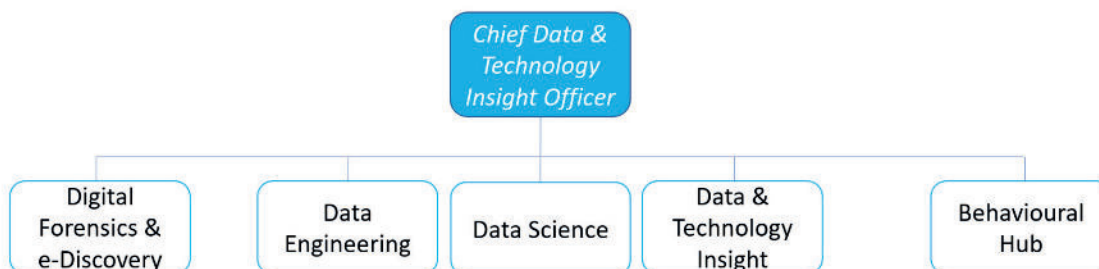 Chief Data &
Technology
Insight Officer
Digital
Forensics &
e-Discovery
Data
Engineering
Data Science
Data &
Technology
Insight
Behavioural
Hub